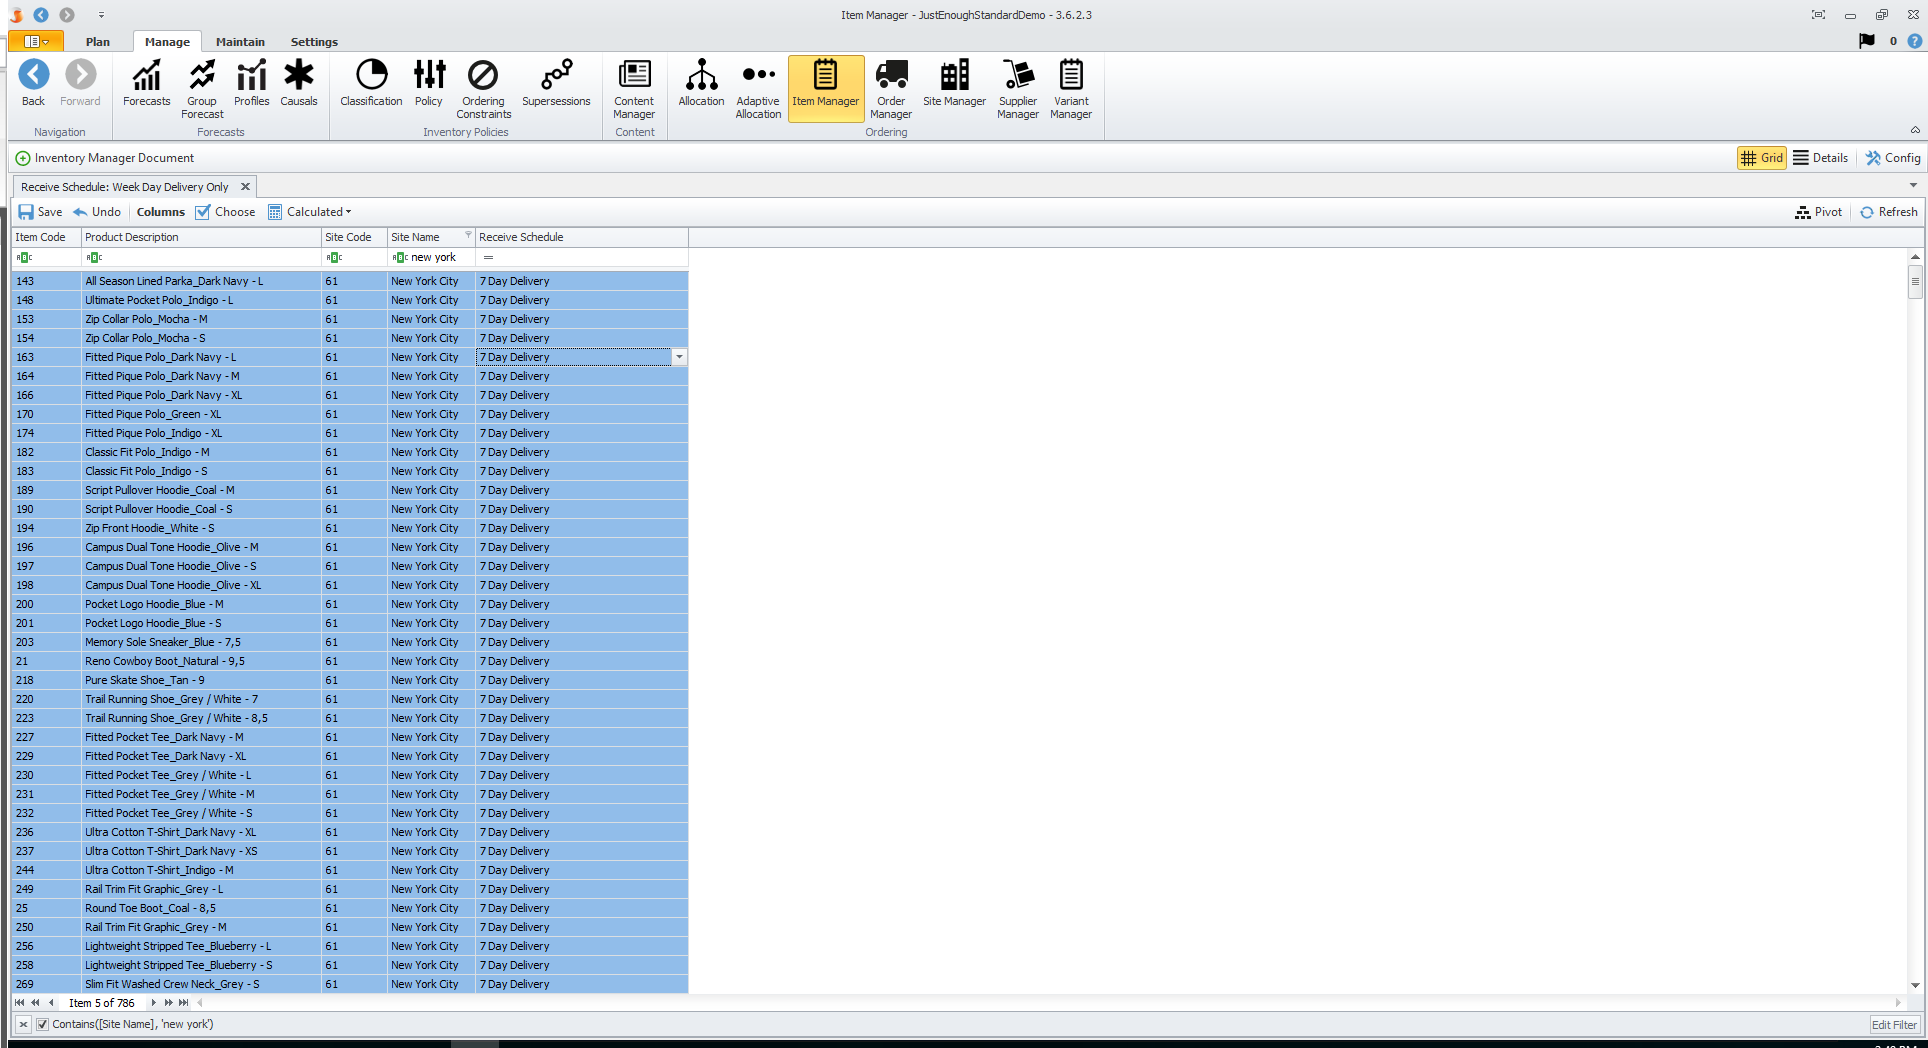 Item Manager - JustEnoughStandardDemo - 3.6.2.3
Plan Manage Maintain Settings
0
Back Forward Forecasts Group Forecast Profiles Causals Classification Policy Ordering Constraints Supersessions Content Manager Allocation Adaptive Allocation Item Manager Order Manager Site Manager Supplier Manager Variant Manager
Navigation Forecasts Inventory Policies Content Ordering
Inventory Manager Document Grid Details Config
Receive Schedule: Week Day Delivery Only
Save Undo Columns Choose Calculated Pivot Refresh
Item Code Product Description Site Code Site Name Receive Schedule
ABC ABC ABC ABC new york =
143 All Season Lined Parka_Dark Navy - L 61 New York City 7 Day Delivery
148 Ultimate Pocket Polo_Indigo - L 61 New York City 7 Day Delivery
153 Zip Collar Polo_Mocha - M 61 New York City 7 Day Delivery
154 Zip Collar Polo_Mocha - S 61 New York City 7 Day Delivery
163 Fitted Pique Polo_Dark Navy - L 61 New York City 7 Day Delivery
164 Fitted Pique Polo_Dark Navy - M 61 New York City 7 Day Delivery
166 Fitted Pique Polo_Dark Navy - XL 61 New York City 7 Day Delivery
170 Fitted Pique Polo_Green - XL 61 New York City 7 Day Delivery
174 Fitted Pique Polo_Indigo - XL 61 New York City 7 Day Delivery
182 Classic Fit Polo_Indigo - M 61 New York City 7 Day Delivery
183 Classic Fit Polo_Indigo - S 61 New York City 7 Day Delivery
189 Script Pullover Hoodie_Coal - M 61 New York City 7 Day Delivery
190 Script Pullover Hoodie_Coal - S 61 New York City 7 Day Delivery
194 Zip Front Hoodie_White - S 61 New York City 7 Day Delivery
196 Campus Dual Tone Hoodie_Olive - M 61 New York City 7 Day Delivery
197 Campus Dual Tone Hoodie_Olive - S 61 New York City 7 Day Delivery
198 Campus Dual Tone Hoodie_Olive - XL 61 New York City 7 Day Delivery
200 Pocket Logo Hoodie_Blue - M 61 New York City 7 Day Delivery
201 Pocket Logo Hoodie_Blue - S 61 New York City 7 Day Delivery
203 Memory Sole Sneaker_Blue - 7,5 61 New York City 7 Day Delivery
21 Reno Cowboy Boot_Natural - 9,5 61 New York City 7 Day Delivery
218 Pure Skate Shoe_Tan - 9 61 New York City 7 Day Delivery
220 Trail Running Shoe_Grey / White - 7 61 New York City 7 Day Delivery
223 Trail Running Shoe_Grey / White - 8,5 61 New York City 7 Day Delivery
227 Fitted Pocket Tee_Dark Navy - M 61 New York City 7 Day Delivery
229 Fitted Pocket Tee_Dark Navy - XL 61 New York City 7 Day Delivery
230 Fitted Pocket Tee_Grey / White - L 61 New York City 7 Day Delivery
231 Fitted Pocket Tee_Grey / White - M 61 New York City 7 Day Delivery
232 Fitted Pocket Tee_Grey / White - S 61 New York City 7 Day Delivery
236 Ultra Cotton T-Shirt_Dark Navy - XL 61 New York City 7 Day Delivery
237 Ultra Cotton T-Shirt_Dark Navy - XS 61 New York City 7 Day Delivery
244 Ultra Cotton T-Shirt_Indigo - M 61 New York City 7 Day Delivery
249 Rail Trim Fit Graphic_Grey - L 61 New York City 7 Day Delivery
25 Round Toe Boot_Coal - 8,5 61 New York City 7 Day Delivery
250 Rail Trim Fit Graphic_Grey - M 61 New York City 7 Day Delivery
256 Lightweight Stripped Tee_Blueberry - L 61 New York City 7 Day Delivery
258 Lightweight Stripped Tee_Blueberry - S 61 New York City 7 Day Delivery
269 Slim Fit Washed Crew Neck_Grey - S 61 New York City 7 Day Delivery
Item 5 of 786
Contains([Site Name], 'new york') Edit Filter